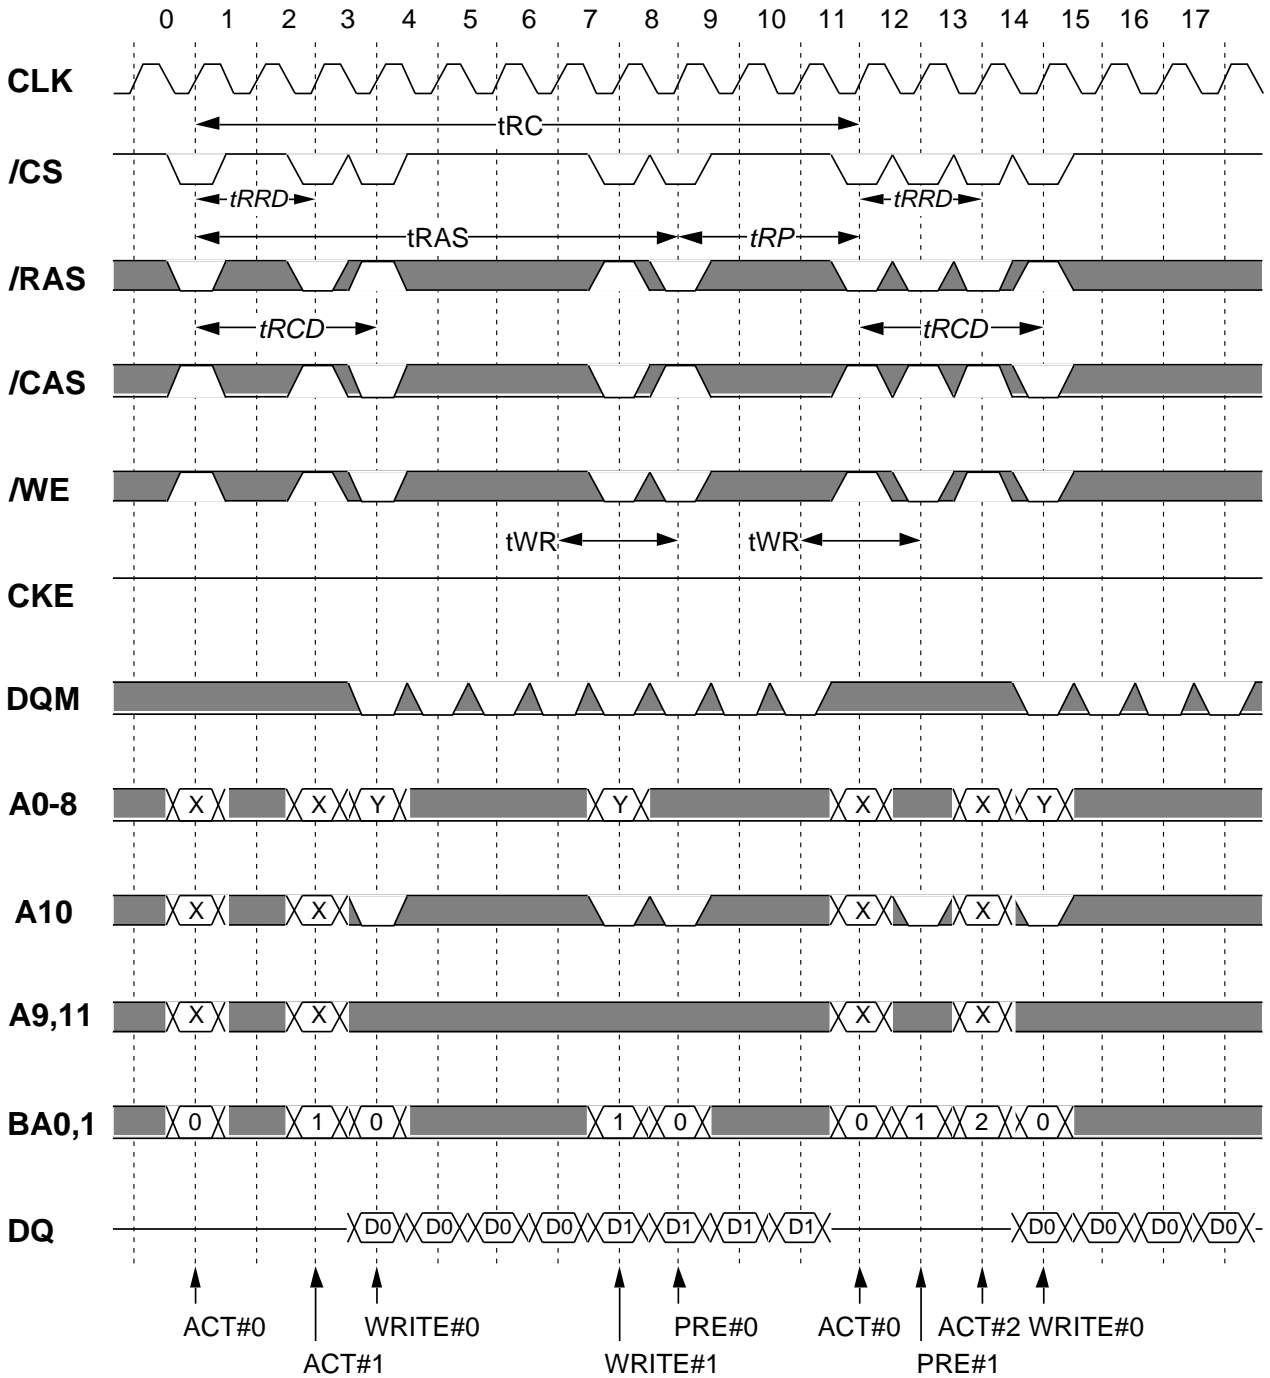 0 1 2 3 4 5 6 7 8 9 10 11 12 13 14 15 16 17
CLK
tRC
/CS
tRRD tRRD
tRAS tRP
/RAS
tRCD tRCD
/CAS
/WE
tWR tWR
CKE
DQM
A0-8 X X Y Y X X Y
A10 X X X X
A9,11 X X X X
BA0,1 0 1 0 1 0 0 1 2 0
DQ D0 D0 D0 D0 D1 D1 D1 D1 D0 D0 D0 D0
ACT#0 WRITE#0 PRE#0 ACT#0 ACT#2 WRITE#0
ACT#1 WRITE#1 PRE#1